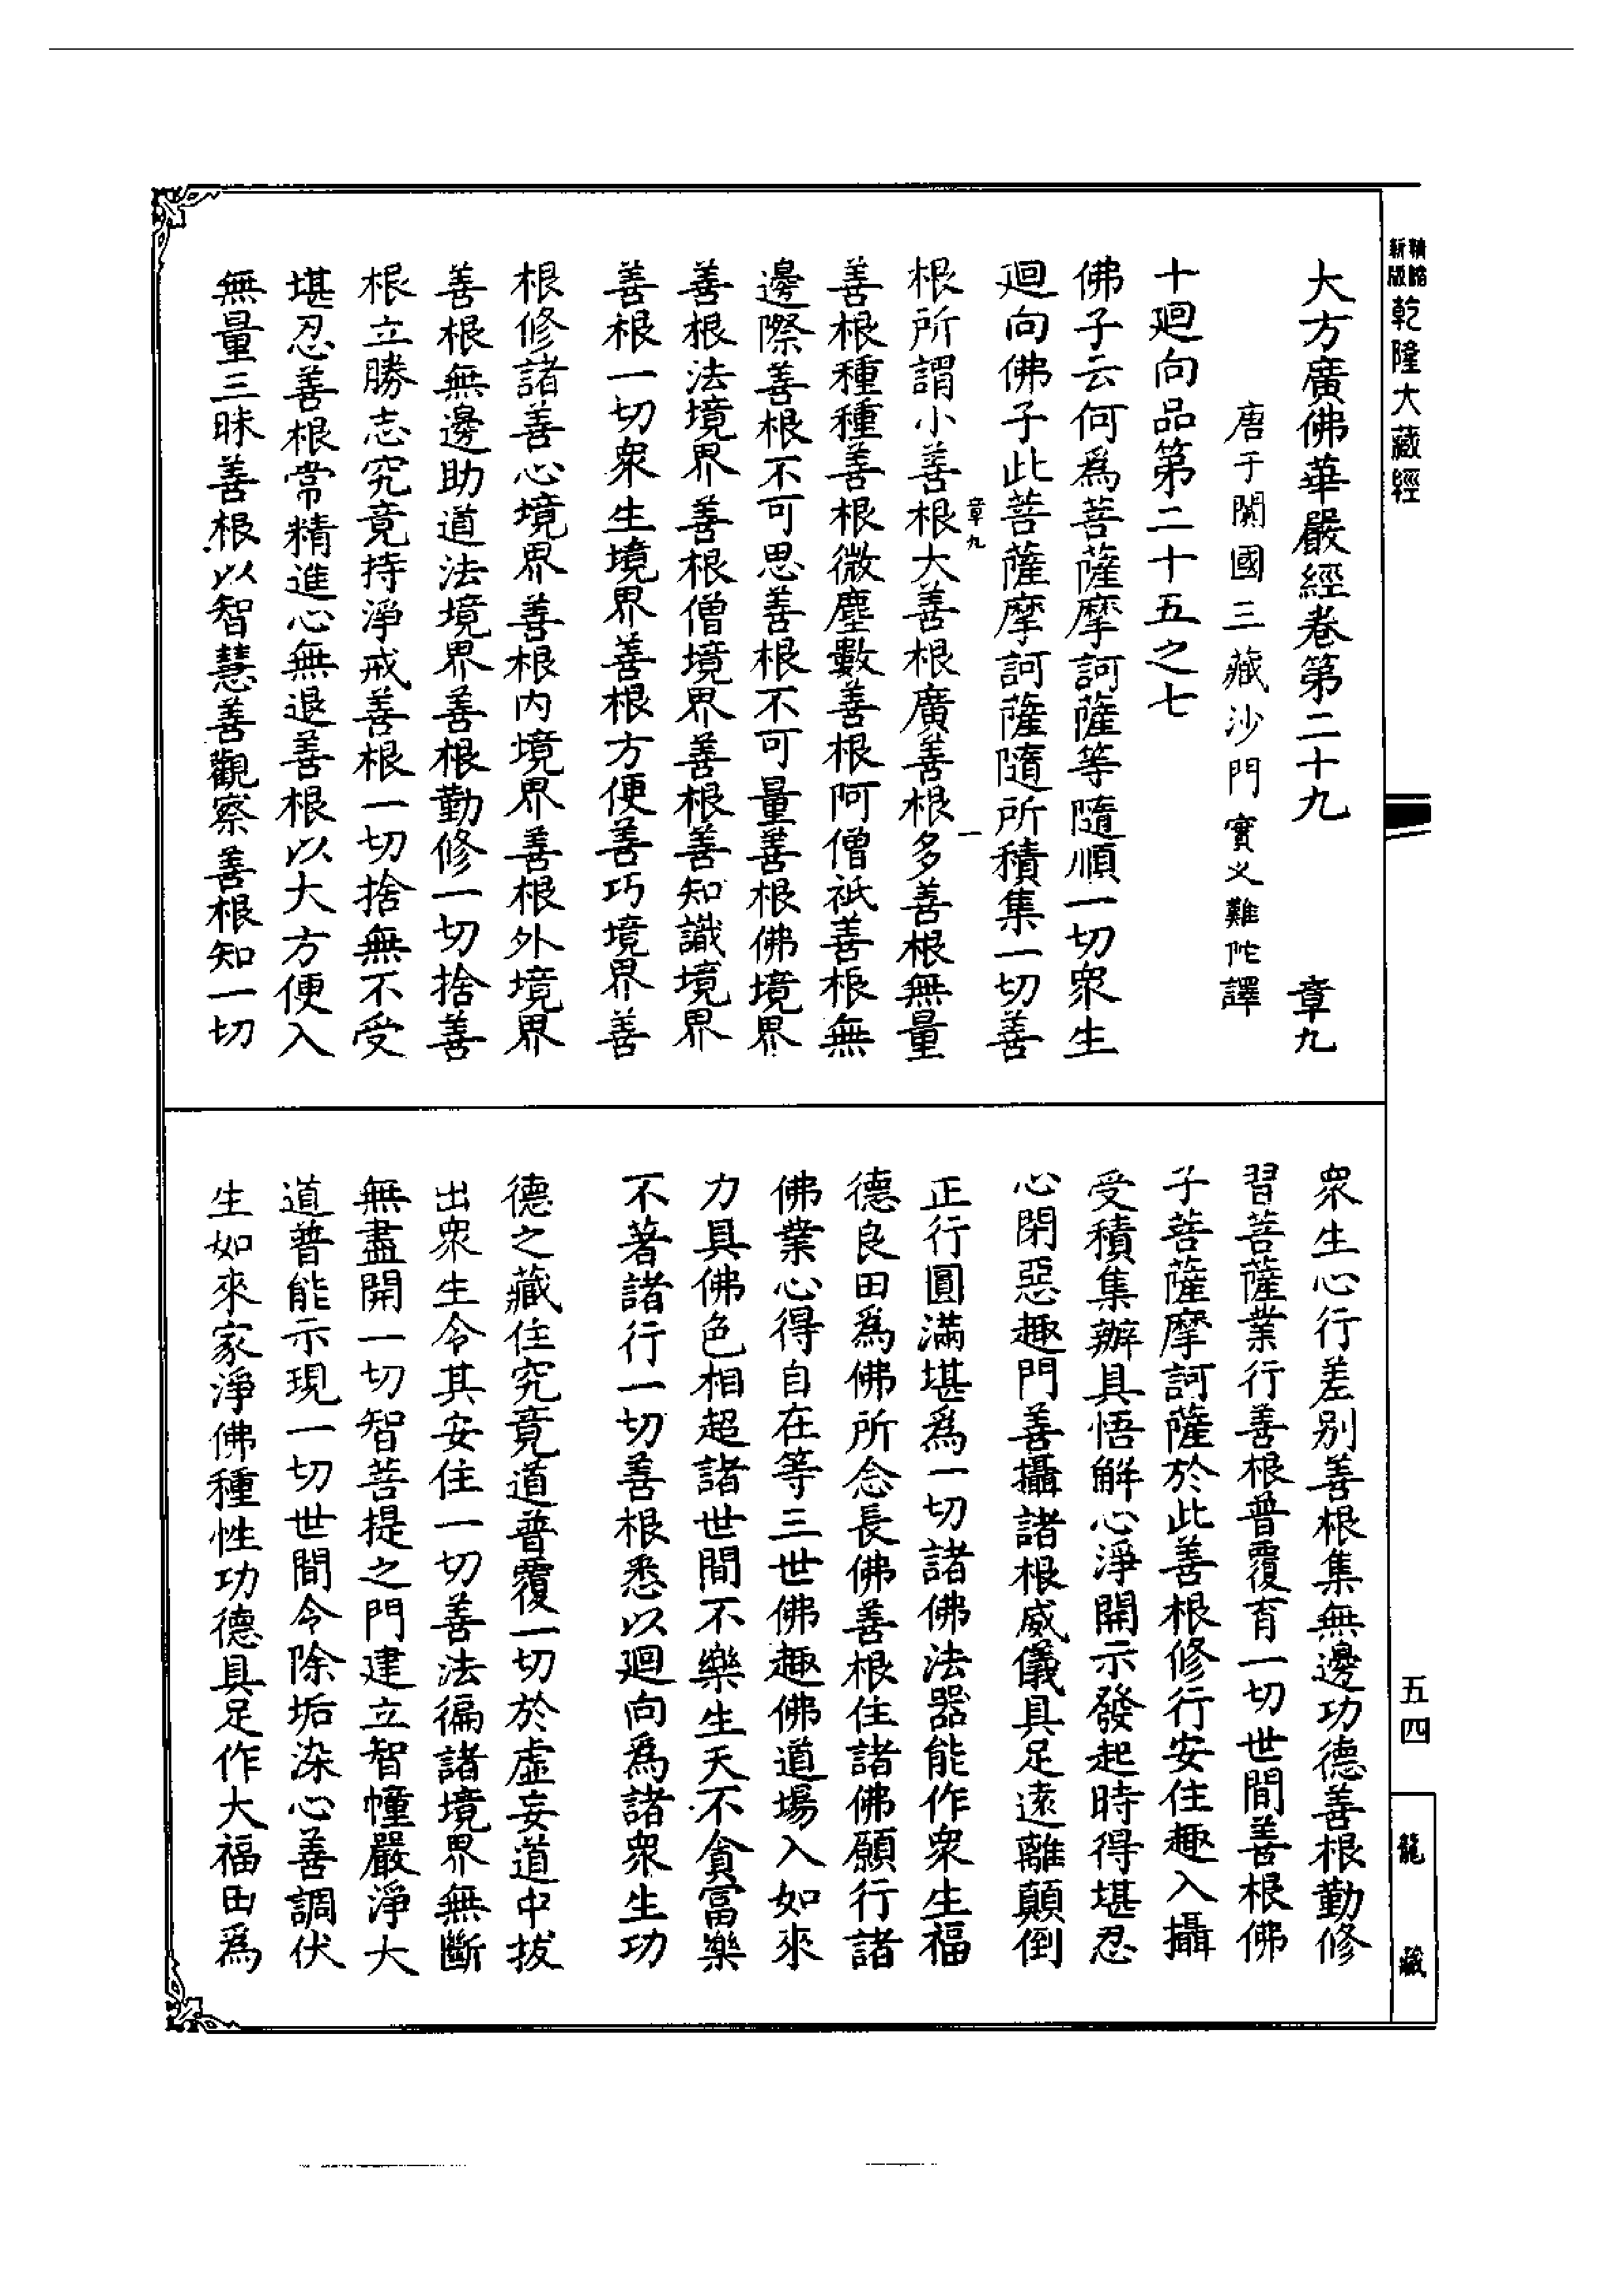 精縮
新版
乾隆大藏經
大方廣佛華嚴經卷第二十九 章九
唐于闐國三藏沙門實叉難陀譯
十廻向品第二十五之七
佛子云何爲菩薩摩訶薩等隨順一切衆生
廻向佛子此菩薩摩訶薩隨所積集一切善
章九 一
根所謂小善根大善根廣善根多善根無量
善根種種善根微塵數善根阿僧祇善根無
邊際善根不可思善根不可量善根佛境界
善根法境界善根僧境界善根善知識境界
善根一切衆生境界善根方便善巧境界善
根修諸善心境界善根内境界善根外境界
善根無邊助道法境界善根勤修一切捨善
根立勝志究竟持淨戒善根一切捨無不受
堪忍善根常精進心無退善根以大方便入
無量三昧善根以智慧善觀察善根知一切
衆生心行差别善根集無邊功德善根勤修
習菩薩業行善根普覆育一切世間善根佛
子菩薩摩訶薩於此善根修行安住趣入攝
受積集辦具悟解心淨開示發起時得堪忍
心閉惡趣門善攝諸根威儀具足遠離顛倒
正行圓滿堪爲一切諸佛法器能作衆生福
德良田爲佛所念長佛善根住諸佛願行諸
佛業心得自在等三世佛趣佛道場入如來
力具佛色相超諸世間不樂生天不貪富樂
不著諸行一切善根悉以廻向爲諸衆生功
德之藏住究竟道普覆一切於虛妄道中拔
出衆生令其安住一切善法徧諸境界無斷
無盡開一切智菩提之門建立智幢嚴淨大
道普能示現一切世間令除垢染心善調伏
生如來家淨佛種性功德具足作大福田爲
五四
龍藏